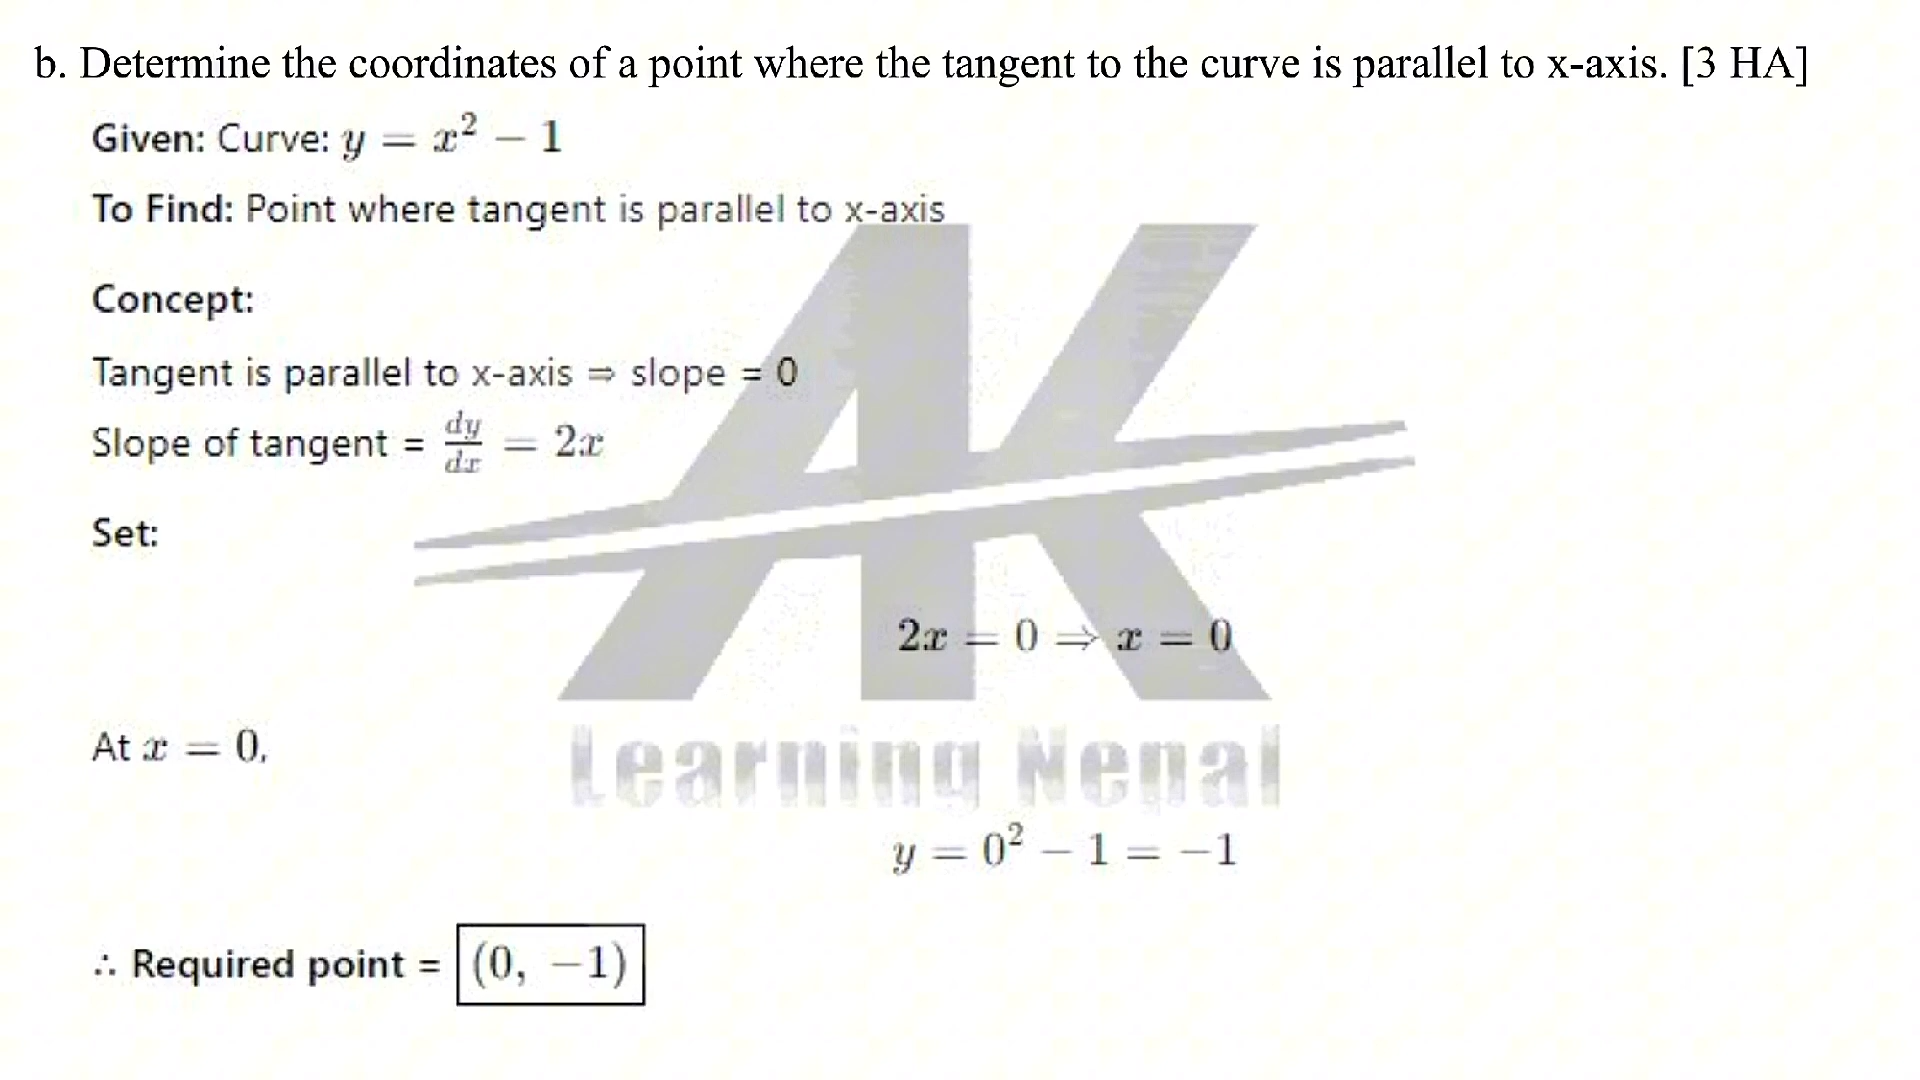 b. Determine the coordinates of a point where the tangent to the curve is parallel to x-axis. [3 HA]
Given: Curve: y = x² − 1
To Find: Point where tangent is parallel to x-axis
Concept:
Tangent is parallel to x-axis ⇒ slope = 0
Slope of tangent = dy/dx = 2x
Set:
2x = 0 ⇒ x = 0
At x = 0,
y = 0² − 1 = −1
∴ Required point = (0, −1)
AK
Learning Nepal